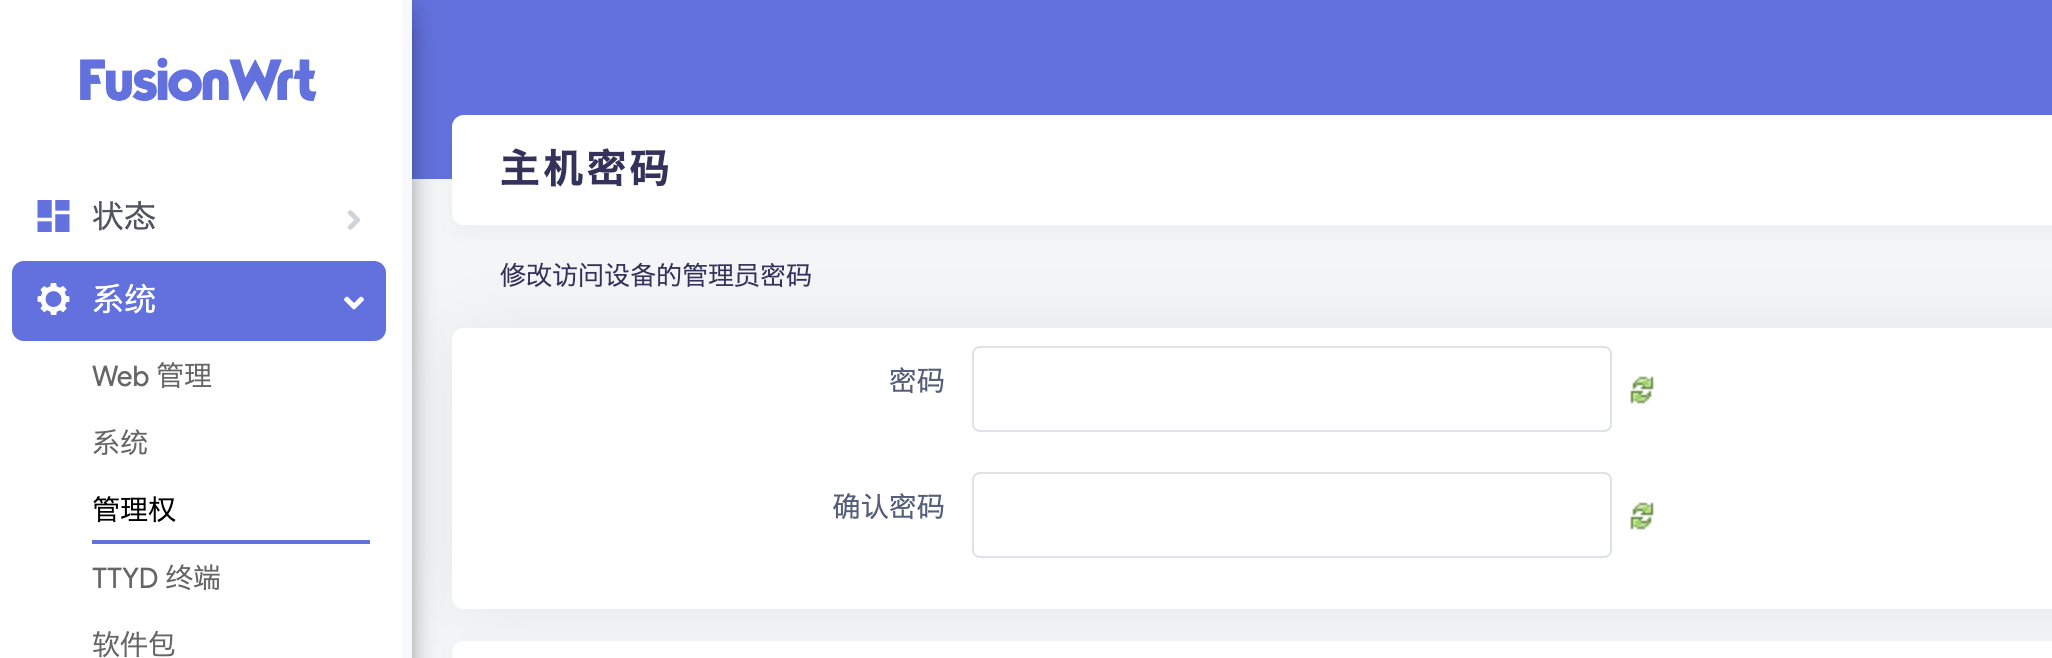 FusionWrt
状态
系统
Web 管理
系统
管理权
TTYD 终端
软件包
主机密码
修改访问设备的管理员密码
密码
确认密码